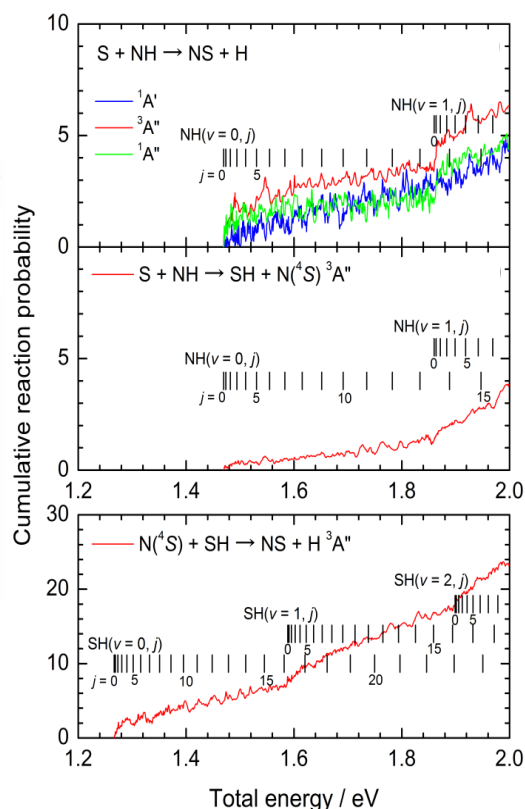 Cumulative reaction probability
10
5
0
S + NH → NS + H
¹A'
³A"
¹A"
NH(v = 0, j)
j = 0 5
NH(v = 1, j)
0 5
5
0
S + NH → SH + N(⁴S) ³A"
NH(v = 1, j)
0 5
NH(v = 0, j)
j = 0 5 10 15
1.2 1.4 1.6 1.8 2.0
30
20
10
0
N(⁴S) + SH → NS + H ³A"
SH(v = 2, j)
0 5
SH(v = 1, j)
0 5 15
SH(v = 0, j)
j = 0 5 10 15 20
1.2 1.4 1.6 1.8 2.0
Total energy / eV